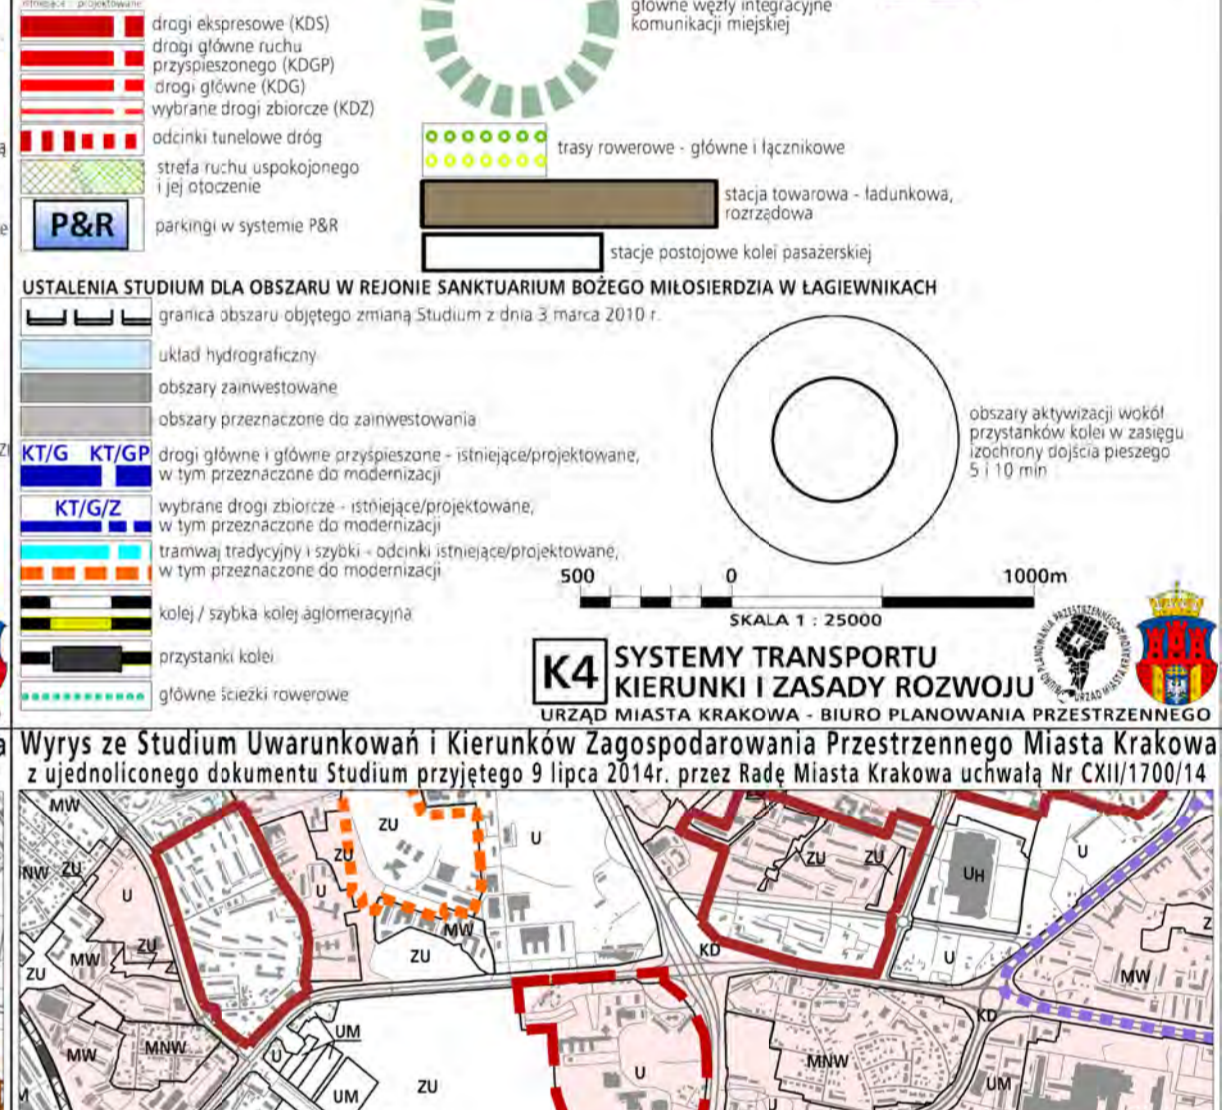 istniejące : projektowane
drogi ekspresowe (KDS)
drogi główne ruchu
przyspieszonego (KDGP)
drogi główne (KDG)
wybrane drogi zbiorcze (KDZ)
odcinki tunelowe dróg
strefa ruchu uspokojonego
i jej otoczenie
P&R
parkingi w systemie P&R
główne węzły integracyjne
komunikacji miejskiej
trasy rowerowe - główne i łącznikowe
stacja towarowa - ładunkowa,
rozrządowa
stacje postojowe kolei pasażerskiej
USTALENIA STUDIUM DLA OBSZARU W REJONIE SANKTUARIUM BOŻEGO MIŁOSIERDZIA W ŁAGIEWNIKACH
granica obszaru objętego zmianą Studium z dnia 3 marca 2010 r.
układ hydrograficzny
obszary zainwestowane
obszary przeznaczone do zainwestowania
KT/G KT/GP
drogi główne i główne przyśpieszone - istniejące/projektowane,
w tym przeznaczone do modernizacji
KT/G/Z
wybrane drogi zbiorcze - istniejące/projektowane,
w tym przeznaczone do modernizacji
tramwaj tradycyjny i szybki - odcinki istniejące/projektowane,
w tym przeznaczone do modernizacji
kolej / szybka kolej aglomeracyjna
przystanki kolei
główne ścieżki rowerowe
obszary aktywizacji wokół
przystanków kolei w zasięgu
izochrony dojścia pieszego
5 i 10 min
500 0 1000m
SKALA 1 : 25000
K4
SYSTEMY TRANSPORTU
KIERUNKI I ZASADY ROZWOJU
URZĄD MIASTA KRAKOWA - BIURO PLANOWANIA PRZESTRZENNEGO
Wyrys ze Studium Uwarunkowań i Kierunków Zagospodarowania Przestrzennego Miasta Krakowa
z ujednoliconego dokumentu Studium przyjętego 9 lipca 2014r. przez Radę Miasta Krakowa uchwałą Nr CXII/1700/14
MW
ZU
U
NW
ZU
ZU
U
U
ZU
ZU
UH
U
MW
ZU
MW
ZU
KD
U
ZU
MW
KD
UM
MW
MNW
U
UM
ZU
U
MNW
UM
U